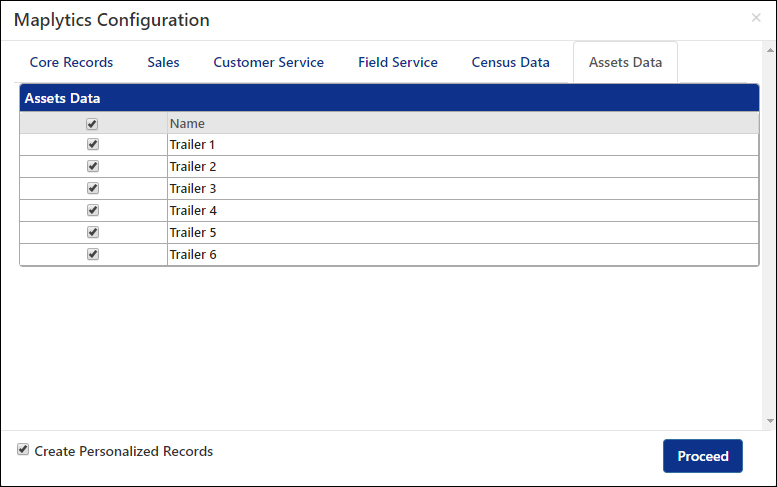 Maplytics Configuration
Core Records Sales Customer Service Field Service Census Data Assets Data
Assets Data
Name
Trailer 1
Trailer 2
Trailer 3
Trailer 4
Trailer 5
Trailer 6
Create Personalized Records
Proceed